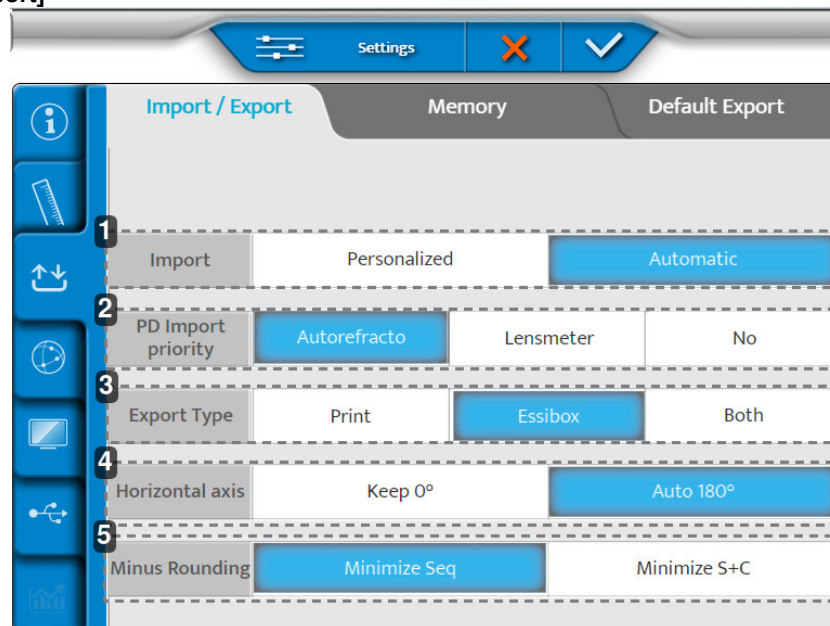 ort]
Settings
Import / Export Memory Default Export
1
Import Personalized Automatic
2
PD Import
priority Autorefracto Lensmeter No
3
Export Type Print Essibox Both
4
Horizontal axis Keep 0° Auto 180°
5
Minus Rounding Minimize Seq Minimize S+C